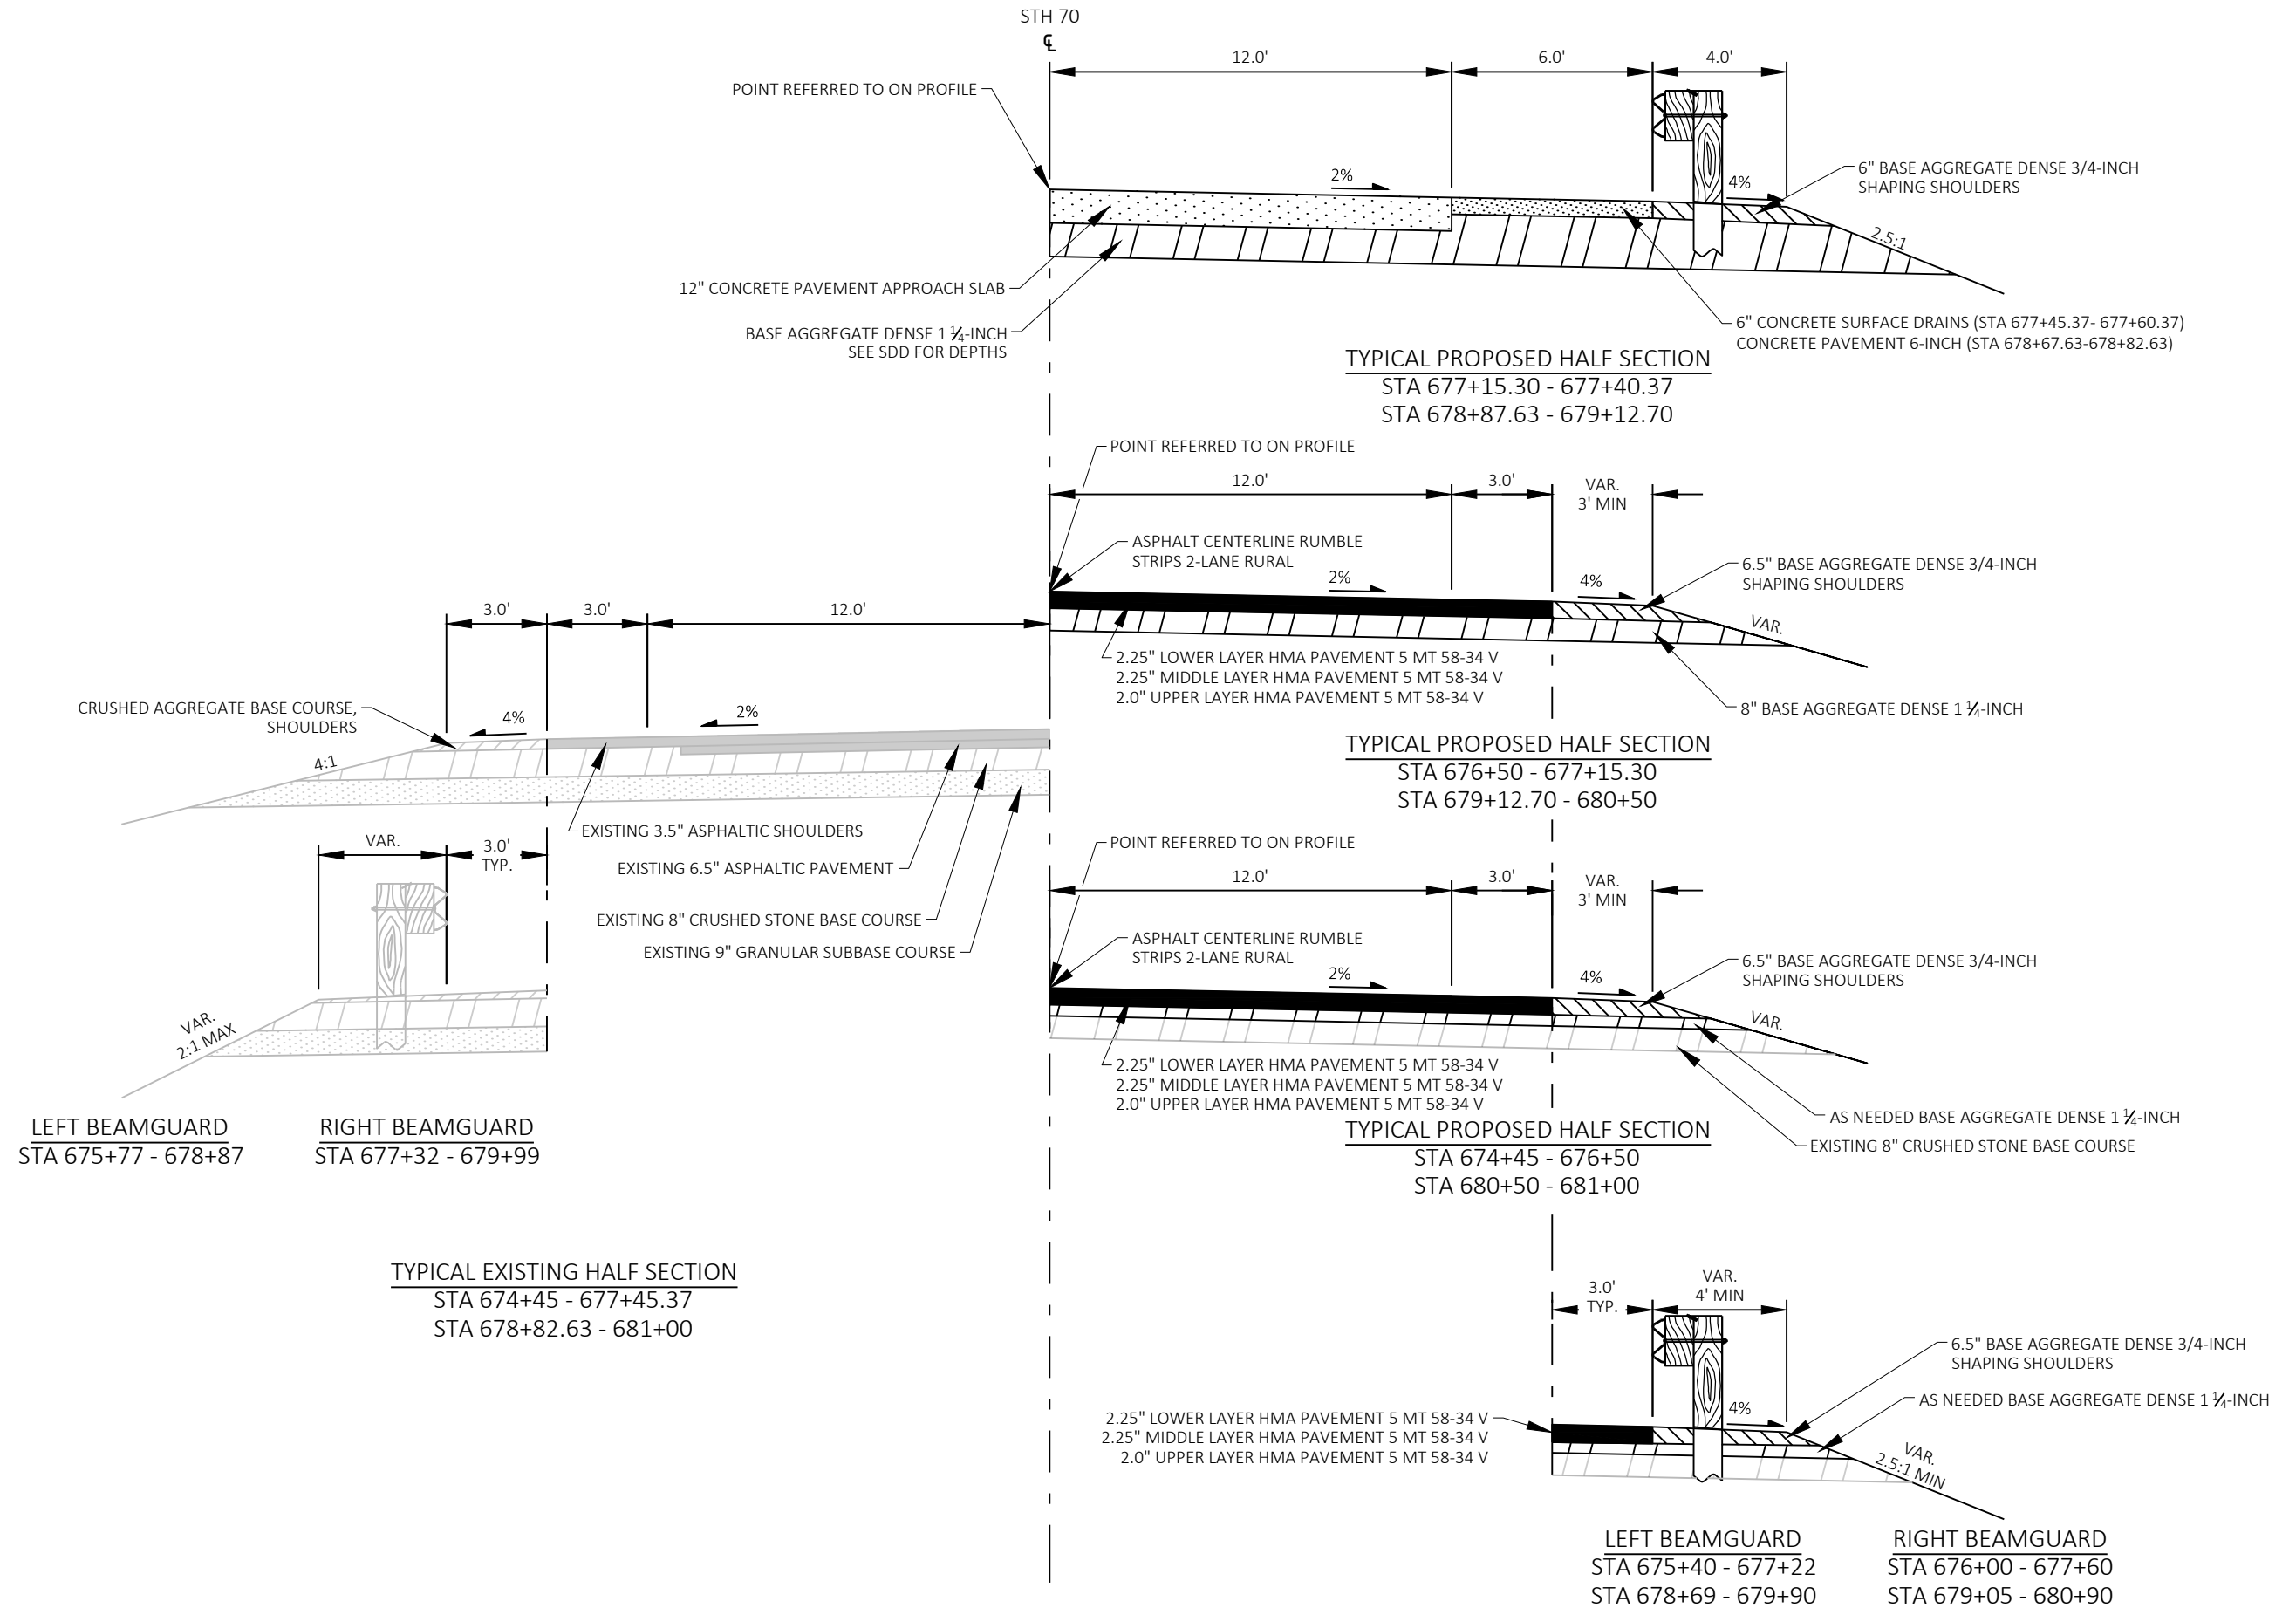 STH 70
℄
12.0'
6.0'
4.0'
POINT REFERRED TO ON PROFILE
2%
4%
6" BASE AGGREGATE DENSE 3/4-INCH
SHAPING SHOULDERS
2.5:1
12" CONCRETE PAVEMENT APPROACH SLAB
BASE AGGREGATE DENSE 1 1/4-INCH
SEE SDD FOR DEPTHS
6" CONCRETE SURFACE DRAINS (STA 677+45.37- 677+60.37)
CONCRETE PAVEMENT 6-INCH (STA 678+67.63-678+82.63)
TYPICAL PROPOSED HALF SECTION
STA 677+15.30 - 677+40.37
STA 678+87.63 - 679+12.70
POINT REFERRED TO ON PROFILE
12.0'
3.0'
VAR.
3' MIN
ASPHALT CENTERLINE RUMBLE
STRIPS 2-LANE RURAL
2%
4%
6.5" BASE AGGREGATE DENSE 3/4-INCH
SHAPING SHOULDERS
VAR.
2.25" LOWER LAYER HMA PAVEMENT 5 MT 58-34 V
2.25" MIDDLE LAYER HMA PAVEMENT 5 MT 58-34 V
2.0" UPPER LAYER HMA PAVEMENT 5 MT 58-34 V
8" BASE AGGREGATE DENSE 1 1/4-INCH
TYPICAL PROPOSED HALF SECTION
STA 676+50 - 677+15.30
STA 679+12.70 - 680+50
3.0'
3.0'
12.0'
CRUSHED AGGREGATE BASE COURSE,
SHOULDERS
4%
2%
4:1
EXISTING 3.5" ASPHALTIC SHOULDERS
EXISTING 6.5" ASPHALTIC PAVEMENT
EXISTING 8" CRUSHED STONE BASE COURSE
EXISTING 9" GRANULAR SUBBASE COURSE
VAR.
3.0'
TYP.
VAR.
2:1 MAX
LEFT BEAMGUARD
STA 675+77 - 678+87
RIGHT BEAMGUARD
STA 677+32 - 679+99
TYPICAL EXISTING HALF SECTION
STA 674+45 - 677+45.37
STA 678+82.63 - 681+00
POINT REFERRED TO ON PROFILE
12.0'
3.0'
VAR.
3' MIN
ASPHALT CENTERLINE RUMBLE
STRIPS 2-LANE RURAL
2%
4%
6.5" BASE AGGREGATE DENSE 3/4-INCH
SHAPING SHOULDERS
VAR.
2.25" LOWER LAYER HMA PAVEMENT 5 MT 58-34 V
2.25" MIDDLE LAYER HMA PAVEMENT 5 MT 58-34 V
2.0" UPPER LAYER HMA PAVEMENT 5 MT 58-34 V
AS NEEDED BASE AGGREGATE DENSE 1 1/4-INCH
EXISTING 8" CRUSHED STONE BASE COURSE
TYPICAL PROPOSED HALF SECTION
STA 674+45 - 676+50
STA 680+50 - 681+00
3.0'
TYP.
VAR.
4' MIN
4%
6.5" BASE AGGREGATE DENSE 3/4-INCH
SHAPING SHOULDERS
AS NEEDED BASE AGGREGATE DENSE 1 1/4-INCH
2.25" LOWER LAYER HMA PAVEMENT 5 MT 58-34 V
2.25" MIDDLE LAYER HMA PAVEMENT 5 MT 58-34 V
2.0" UPPER LAYER HMA PAVEMENT 5 MT 58-34 V
VAR.
2.5:1 MIN
LEFT BEAMGUARD
STA 675+40 - 677+22
STA 678+69 - 679+90
RIGHT BEAMGUARD
STA 676+00 - 677+60
STA 679+05 - 680+90